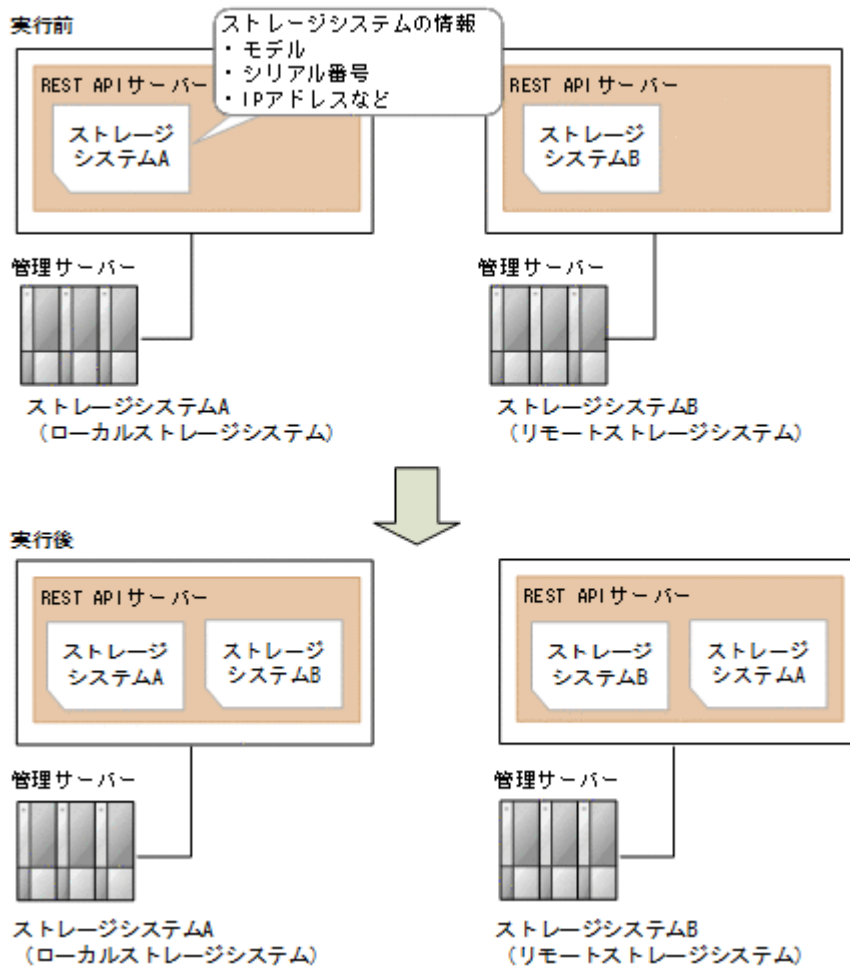 実行前
ストレージシステムの情報
・モデル
・シリアル番号
・IPアドレスなど
REST APIサーバー
ストレージ
システムA
REST APIサーバー
ストレージ
システムB
管理サーバー
管理サーバー
ストレージシステムA
（ローカルストレージシステム）
ストレージシステムB
（リモートストレージシステム）
実行後
REST APIサーバー
ストレージ
システムA
ストレージ
システムB
REST APIサーバー
ストレージ
システムB
ストレージ
システムA
管理サーバー
管理サーバー
ストレージシステムA
（ローカルストレージシステム）
ストレージシステムB
（リモートストレージシステム）